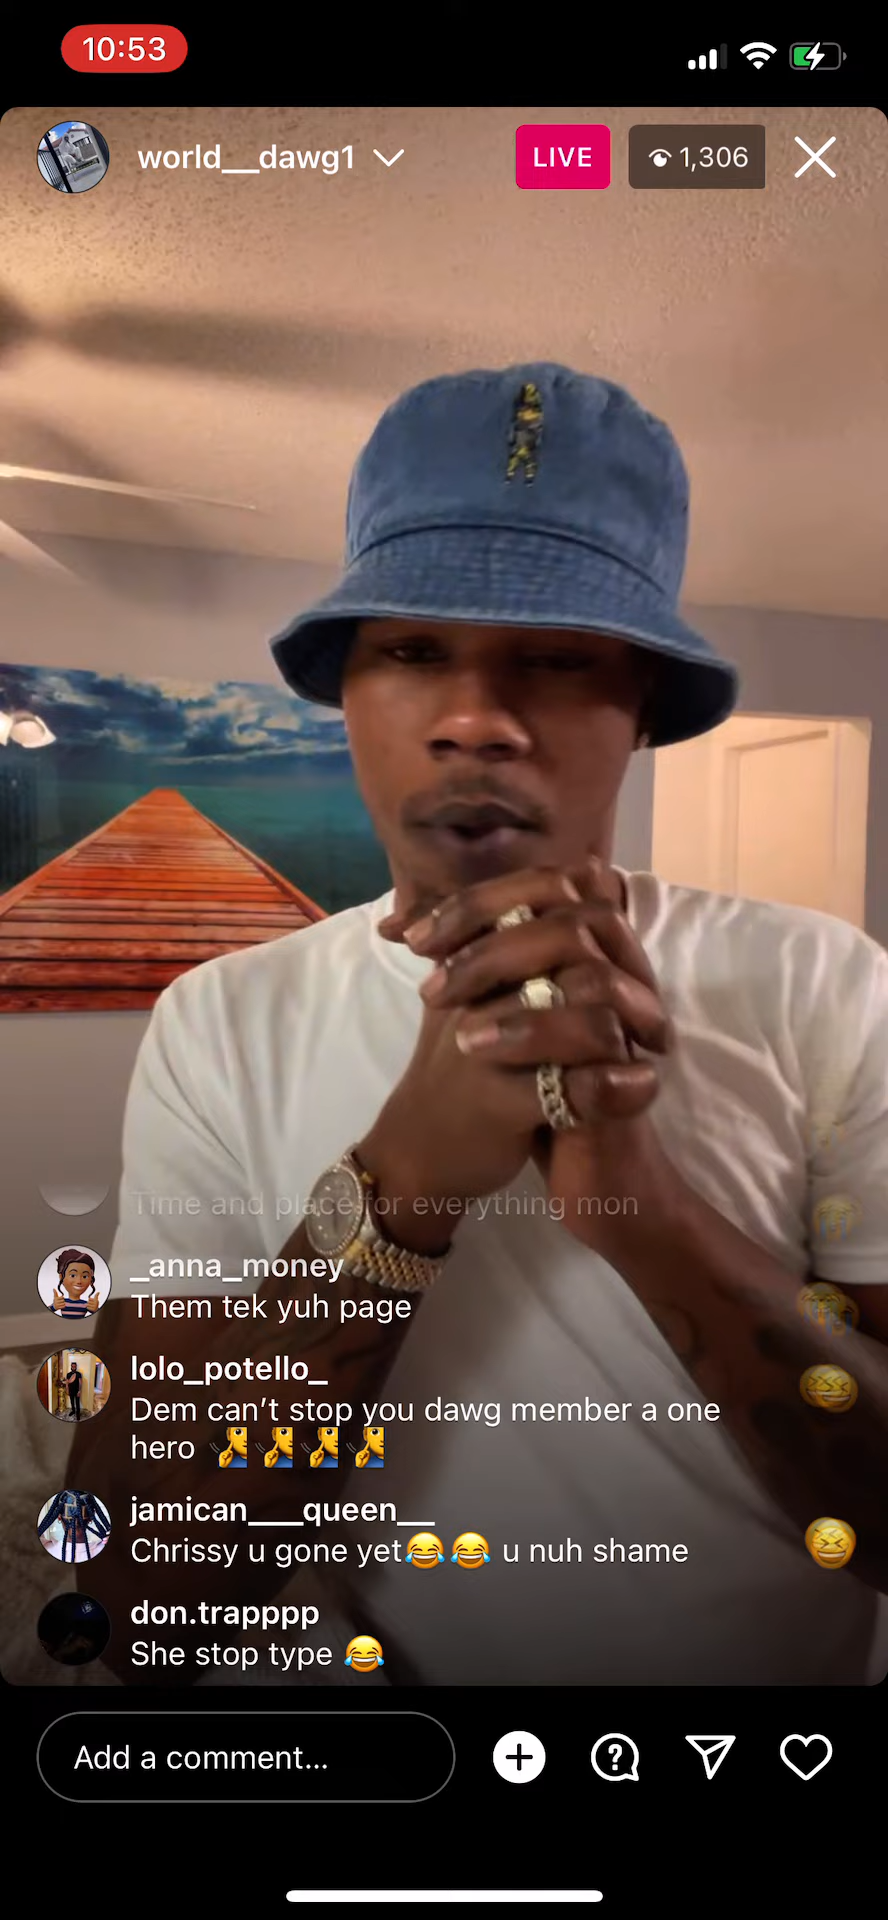 10:53
world__dawg1
LIVE
1,306
Time and place for everything mon
_anna_money
Them tek yuh page
lolo_potello_
Dem can't stop you dawg member a one
hero 🧏‍♂️🧏‍♂️🧏‍♂️🧏‍♂️
jamican___queen__
Chrissy u gone yet😂😂 u nuh shame
don.trapppp
She stop type 😂
Add a comment...